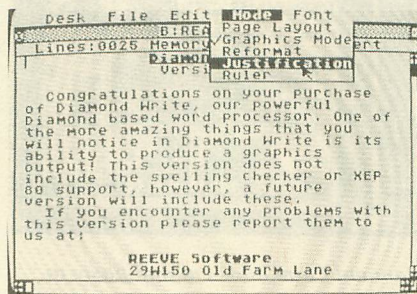 Desk File Edit Mode Font
B:REA
Page Layout
Lines:0025 Memory
✓Graphics Mode
ert
Reformat
Diamon
Justification
Versi
Ruler
Congratulations on your purchase
of Diamond Write, our powerful
Diamond based word processor. One of
the more amazing things that you
will notice in Diamond Write is its
ability to produce a graphics
output! This version does not
include the spelling checker or XEP
80 support, however, a future
version will include these.
If you encounter any problems with
this version please report them to
us at:
REEVE Software
29W150 Old Farm Lane